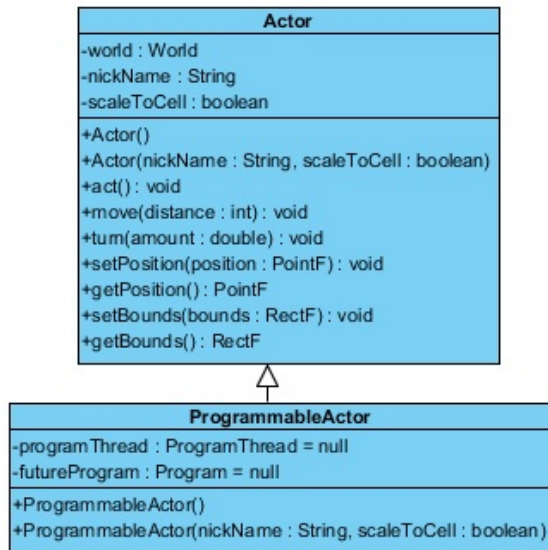 Actor
-world : World
-nickName : String
-scaleToCell : boolean
+Actor()
+Actor(nickName : String, scaleToCell : boolean)
+act() : void
+move(distance : int) : void
+turn(amount : double) : void
+setPosition(position : PointF) : void
+getPosition() : PointF
+setBounds(bounds : RectF) : void
+getBounds() : RectF
ProgrammableActor
-programThread : ProgramThread = null
-futureProgram : Program = null
+ProgrammableActor()
+ProgrammableActor(nickName : String, scaleToCell : boolean)